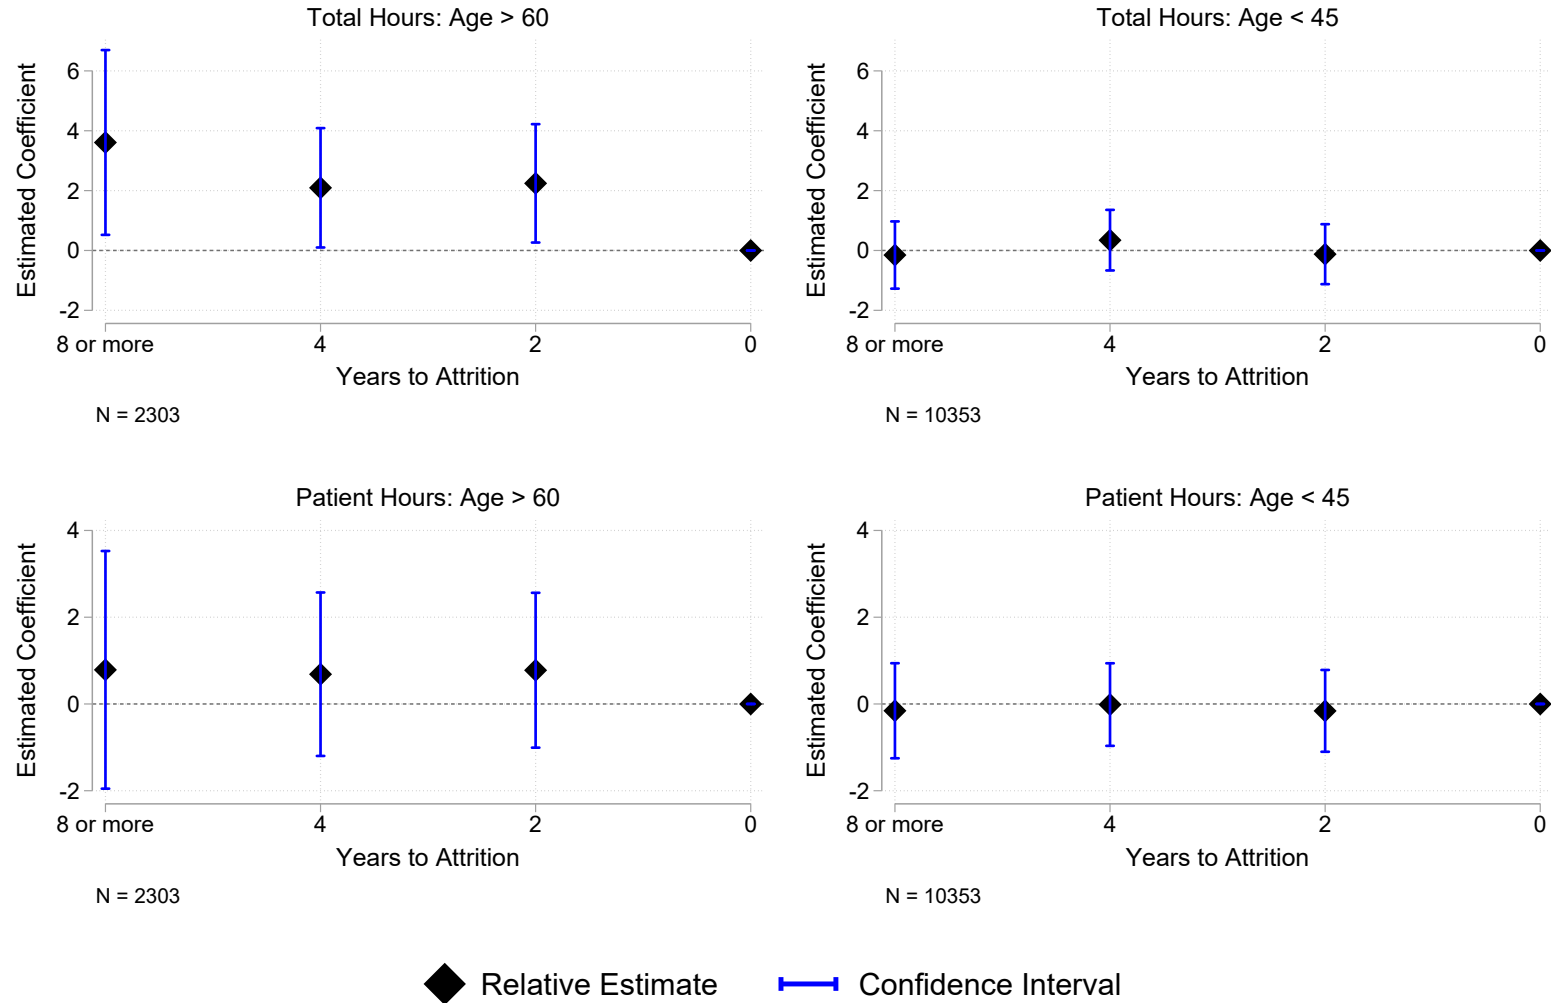 Total Hours: Age > 60
Estimated Coefficient
6
4
2
0
-2
8 or more 4 2 0
Years to Attrition
N = 2303
Total Hours: Age < 45
Estimated Coefficient
6
4
2
0
-2
8 or more 4 2 0
Years to Attrition
N = 10353
Patient Hours: Age > 60
Estimated Coefficient
4
2
0
-2
8 or more 4 2 0
Years to Attrition
N = 2303
Patient Hours: Age < 45
Estimated Coefficient
4
2
0
-2
8 or more 4 2 0
Years to Attrition
N = 10353
Relative Estimate Confidence Interval